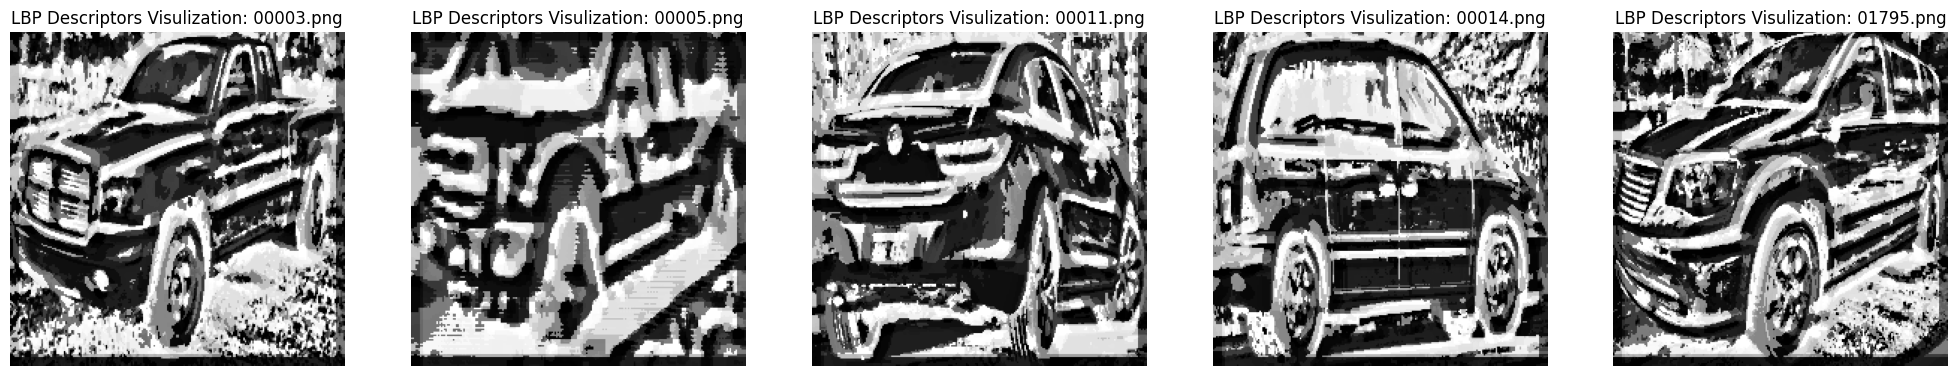 LBP Descriptors Visulization: 00003.png
LBP Descriptors Visulization: 00005.png
LBP Descriptors Visulization: 00011.png
LBP Descriptors Visulization: 00014.png
LBP Descriptors Visulization: 01795.png